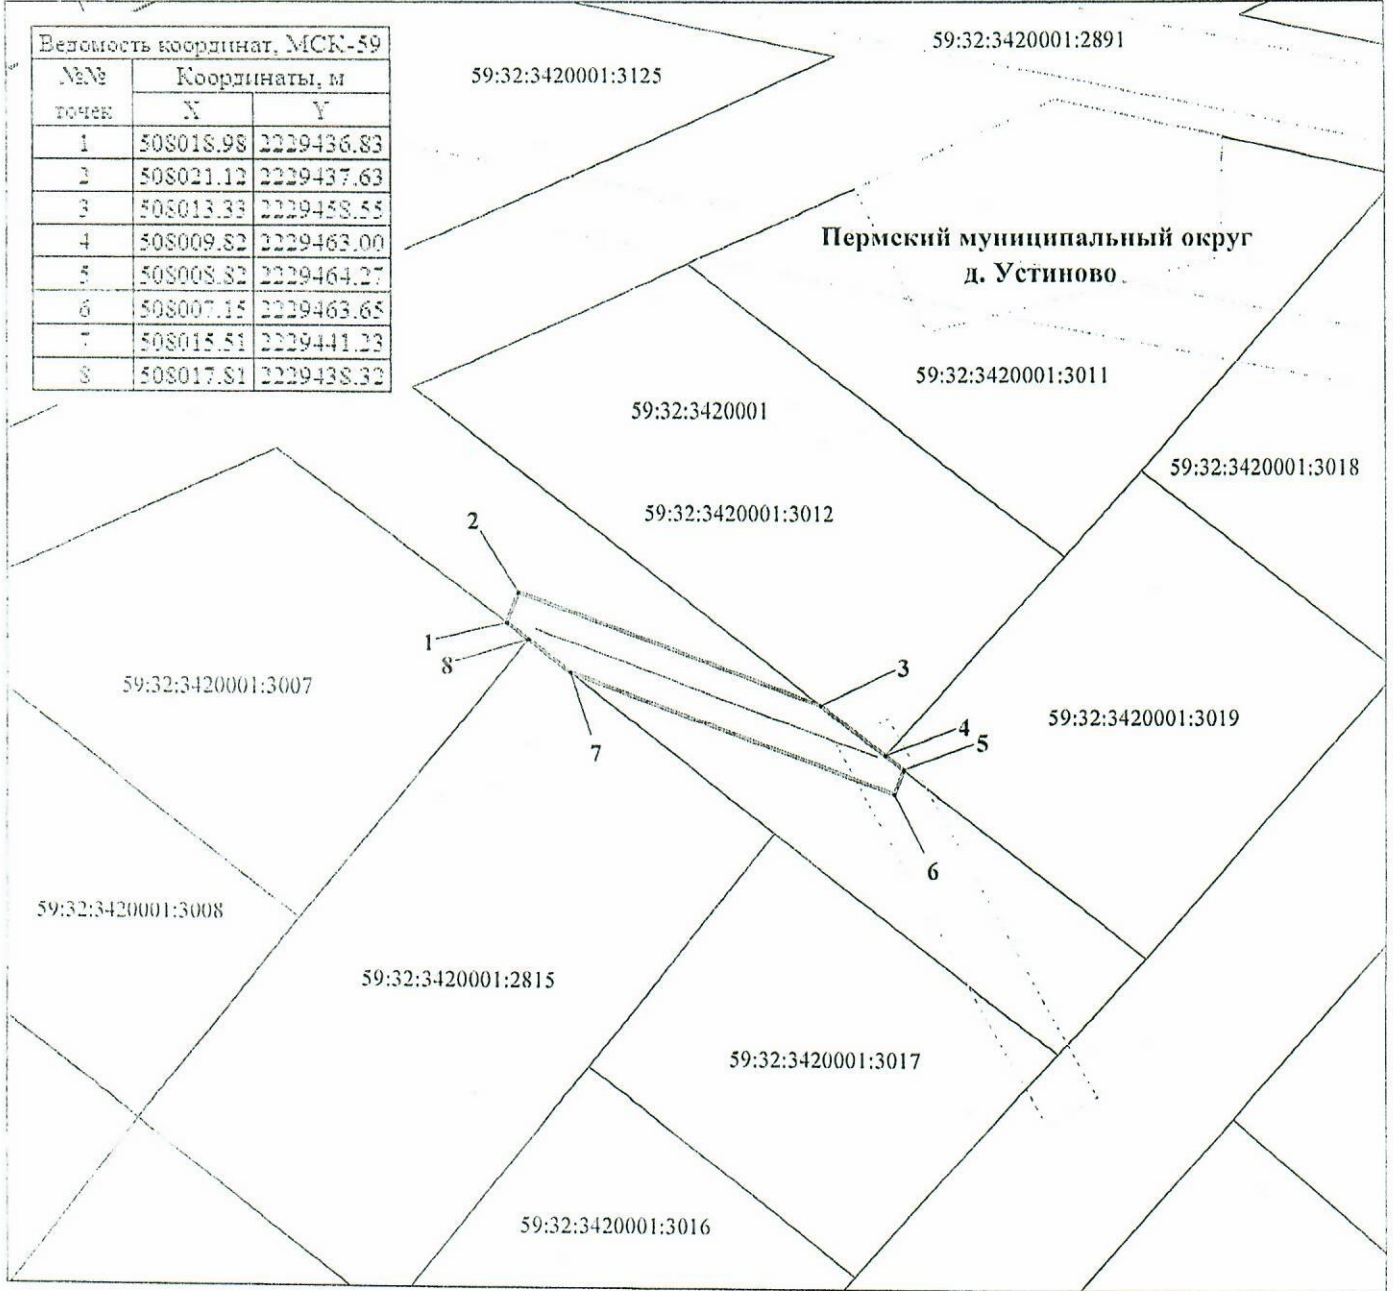 Ведомость координат, МСК-59
№№ точек Координаты, м
X Y
1 508018.98 2229436.83
2 508021.12 2229437.63
3 508013.33 2229458.55
4 508009.82 2229463.00
5 508008.82 2229464.27
6 508007.15 2229463.65
7 508015.51 2229441.23
8 508017.81 2229438.32
59:32:3420001:2891
59:32:3420001:3125
Пермский муниципальный округ
д. Устиново
59:32:3420001:3011
59:32:3420001
59:32:3420001:3018
59:32:3420001:3012
2
1
8
59:32:3420001:3007
3
59:32:3420001:3019
4
5
7
6
59:32:3420001:3008
59:32:3420001:2815
59:32:3420001:3017
59:32:3420001:3016